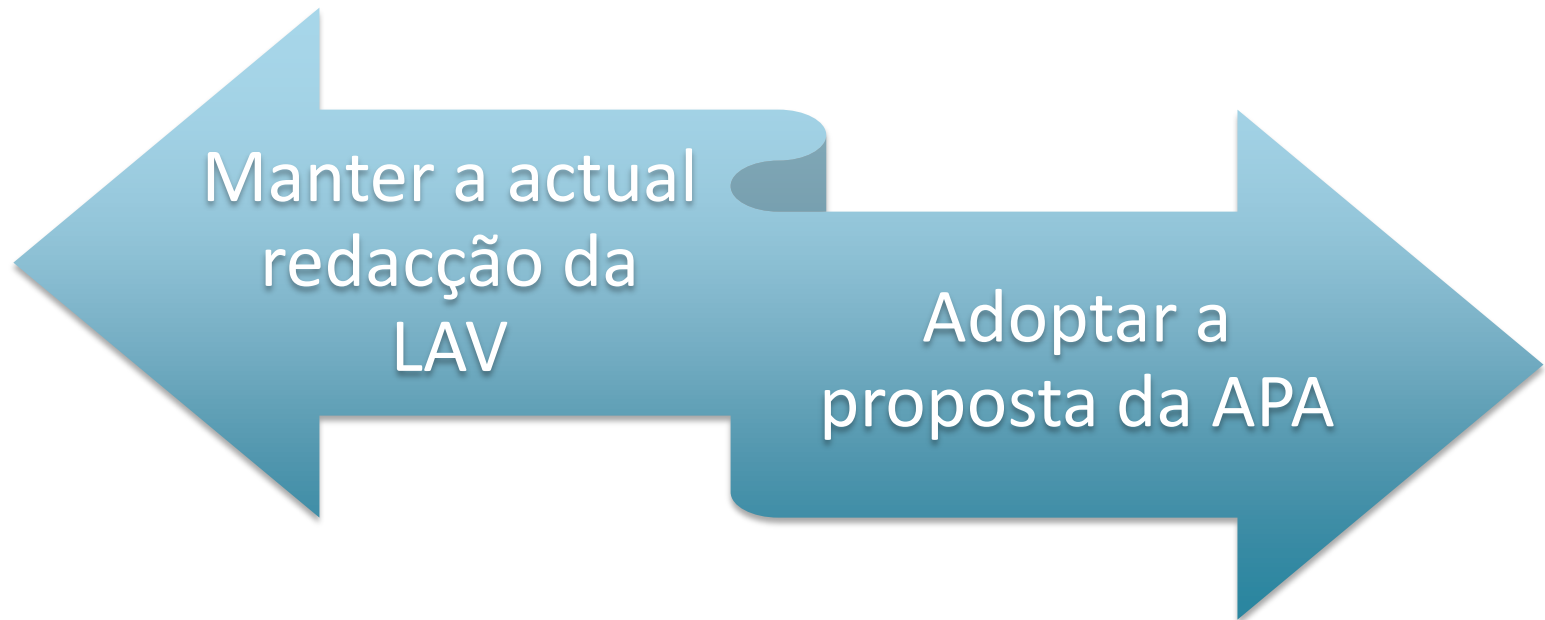 Manter a actual
redacção da
LAV
Adoptar a
proposta da APA